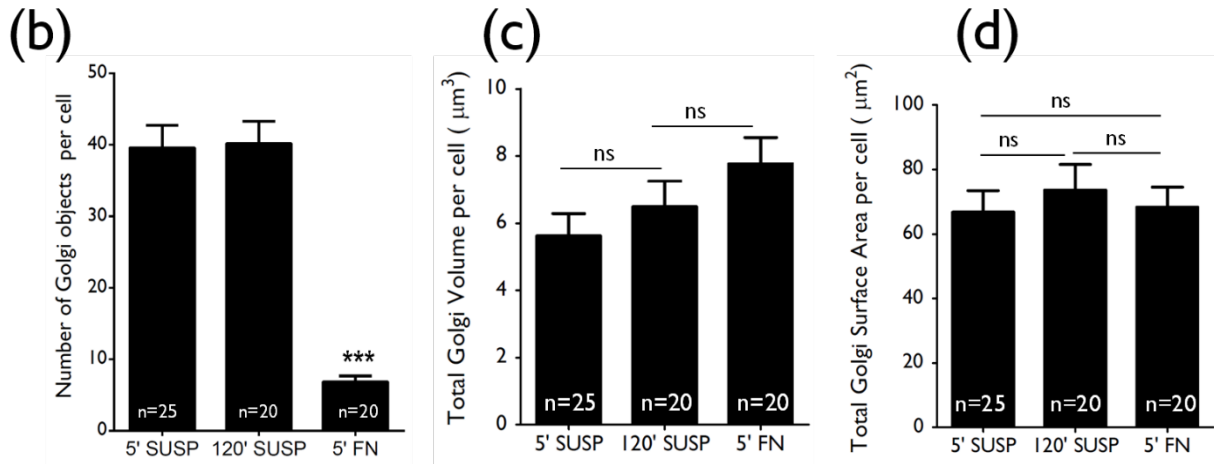 (b)
Number of Golgi objects per cell
50
40
30
20
10
0
***
n=25
n=20
n=20
5' SUSP
120' SUSP
5' FN
(c)
Total Golgi Volume per cell ( μm³)
10
8
6
4
2
0
ns
ns
n=25
n=20
n=20
5' SUSP
120' SUSP
5' FN
(d)
Total Golgi Surface Area per cell ( μm²)
100
80
60
40
20
0
ns
ns
ns
n=25
n=20
n=20
5' SUSP
120' SUSP
5' FN